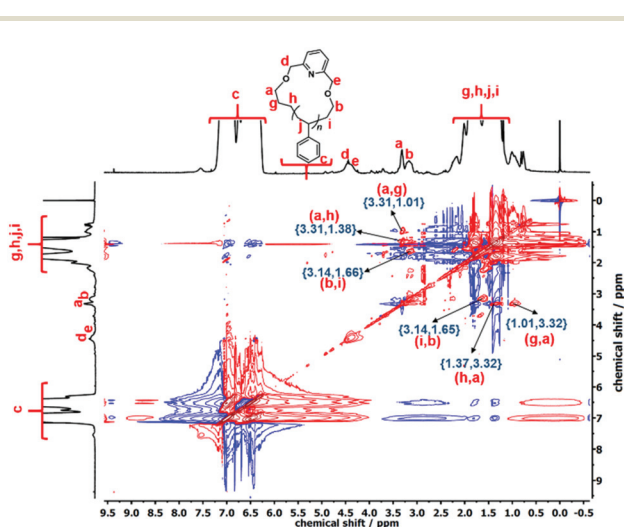 d
N
e
O
O
a
b
g
h
j
n
i
c
c
g,h,j,i
d
e
a
b
g,h,j,i
a
b
d
e
c
(a,g)
{3.31,1.01}
(a,h)
{3.31,1.38}
{3.14,1.66}
(b,i)
{3.14,1.65}
(i,b)
{1.01,3.32}
(g,a)
{1.37,3.32}
(h,a)
0
1
2
3
4
5
6
7
8
9
chemical shift / ppm
9.5 9.0 8.5 8.0 7.5 7.0 6.5 6.0 5.5 5.0 4.5 4.0 3.5 3.0 2.5 2.0 1.5 1.0 0.5 0.0 -0.5
chemical shift / ppm